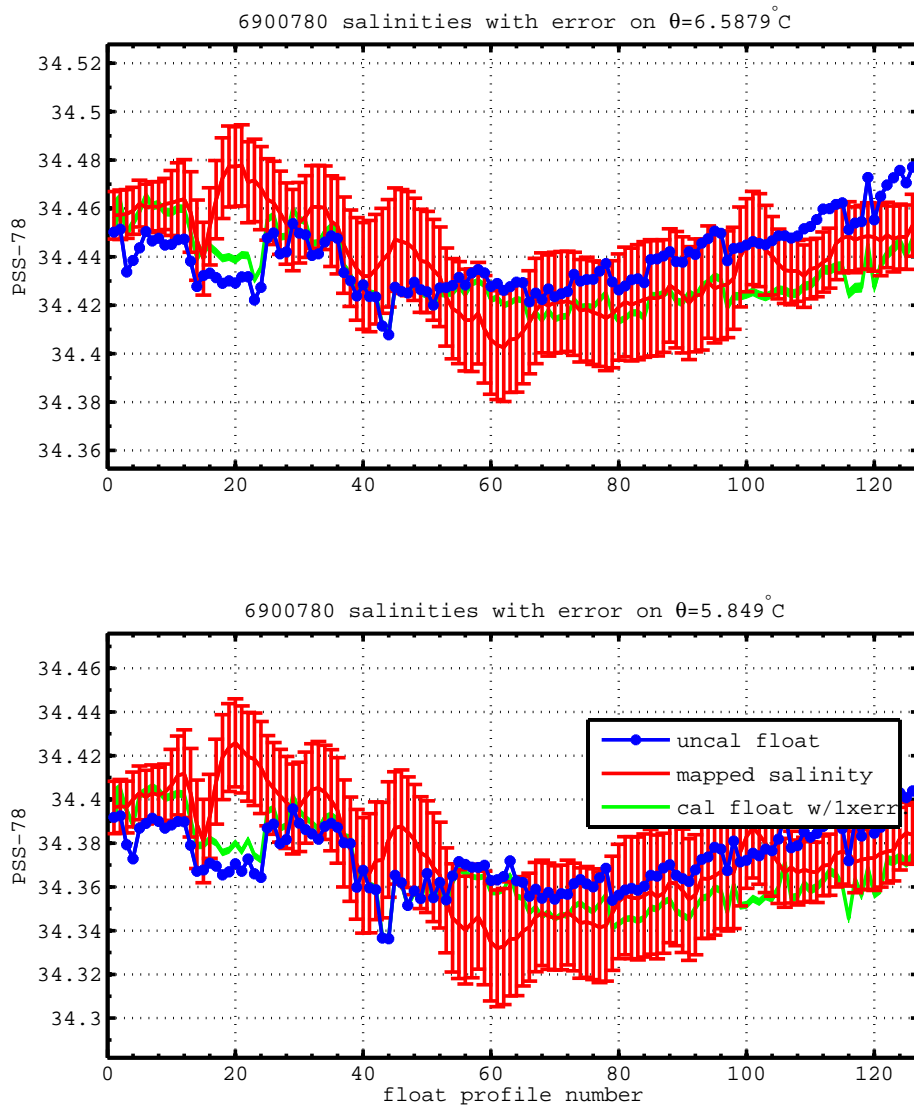 6900780 salinities with error on θ=6.5879°C
34.52
34.5
34.48
34.46
34.44
34.42
34.4
34.38
34.36
PSS-78
0 20 40 60 80 100 120
6900780 salinities with error on θ=5.849°C
34.46
34.44
34.42
34.4
34.38
34.36
34.34
34.32
34.3
PSS-78
uncal float
mapped salinity
cal float w/1xerr
0 20 40 60 80 100 120
float profile number